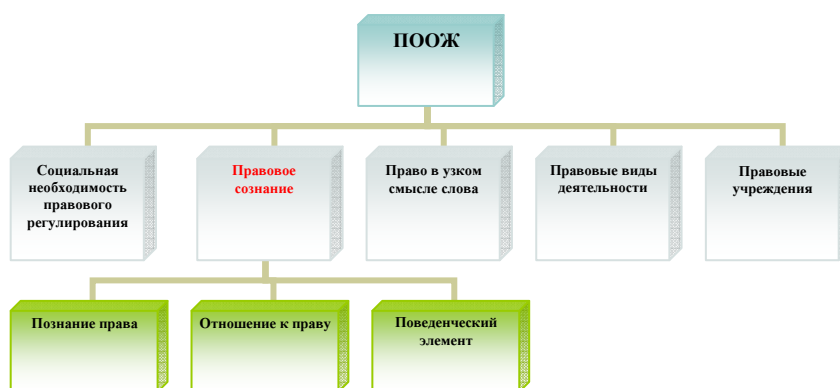 ПООЖ
Социальная
необходимость
правового
регулирования
Правовое
сознание
Право в узком
смысле слова
Правовые виды
деятельности
Правовые
учреждения
Познание права
Отношение к праву
Поведенческий
элемент